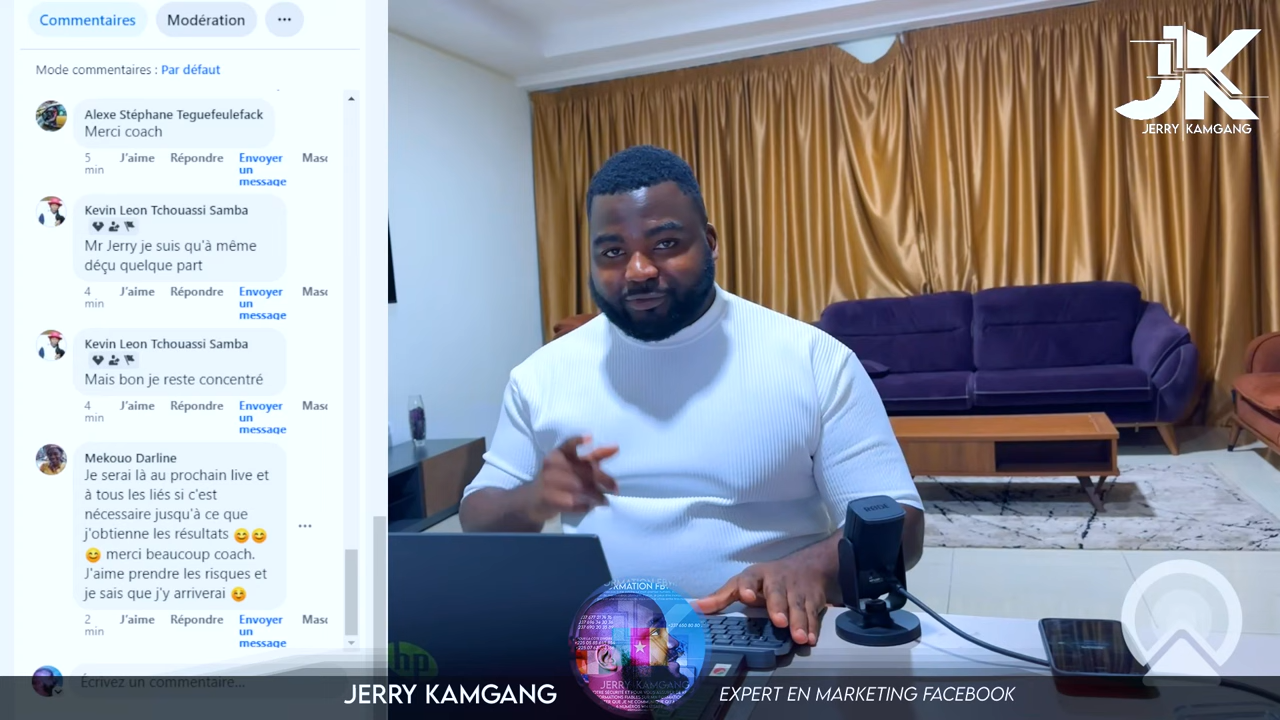 Commentaires
Modération
Mode commentaires : Par défaut
Alexe Stéphane Teguefeulefack
Merci coach
5 min J'aime Répondre Envoyer un message
Kevin Leon Tchouassi Samba
Mr Jerry je suis qu'à même
déçu quelque part
4 min J'aime Répondre Envoyer un message
Kevin Leon Tchouassi Samba
Mais bon je reste concentré
4 min J'aime Répondre Envoyer un message
Mekouo Darline
Je serai là au prochain live et
à tous les liés si c'est
nécessaire jusqu'à ce que
j'obtienne les résultats 😊😊
😊 merci beaucoup coach.
J'aime prendre les risques et
je sais que j'y arriverai 😊
2 min J'aime Répondre Envoyer un message
Écrivez un commentaire...
JK
JERRY KAMGANG
hp
JERRY KAMGANG
EXPERT EN MARKETING FACEBOOK